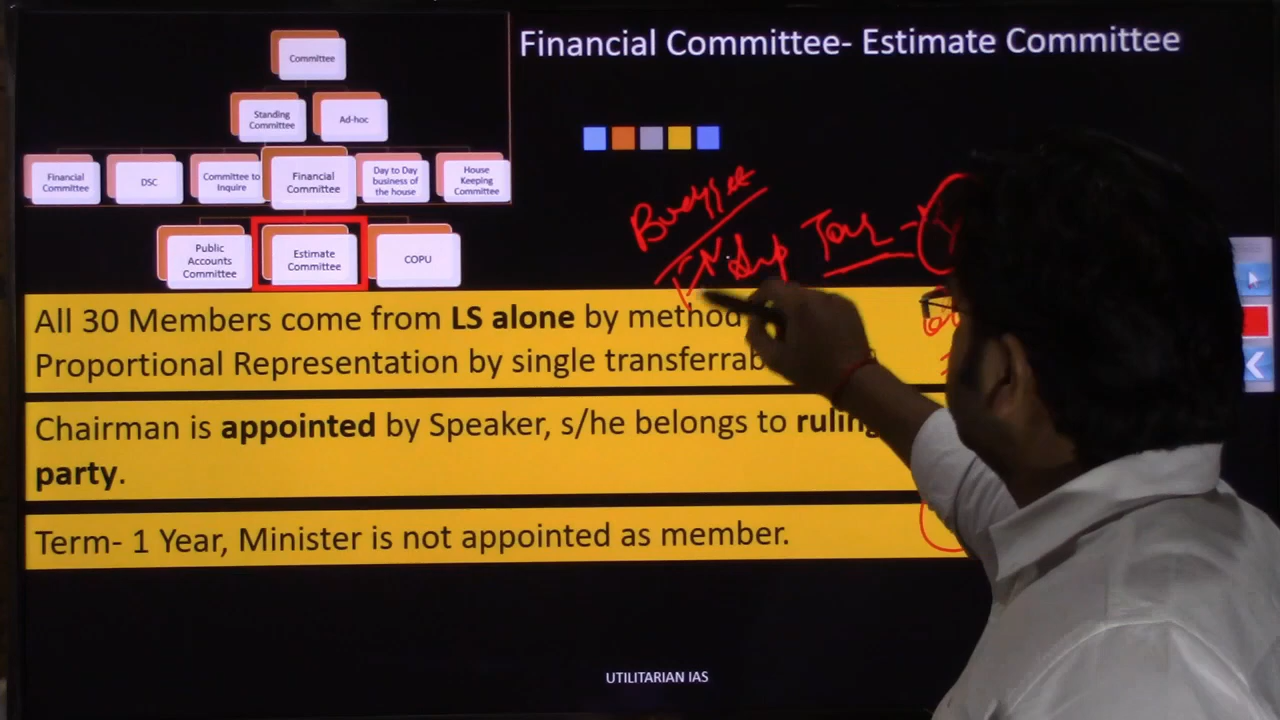 Financial Committee- Estimate Committee
Committee
Standing
Committee
Ad-hoc
Financial
Committee
DSC
Committee to
Inquire
Financial
Committee
Day to Day
business of
the house
House
Keeping
Committee
Public
Accounts
Committee
Estimate
Committee
COPU
All 30 Members come from LS alone by method
Proportional Representation by single transferrab
Chairman is appointed by Speaker, s/he belongs to ruling
party.
Term- 1 Year, Minister is not appointed as member.
UTILITARIAN IAS